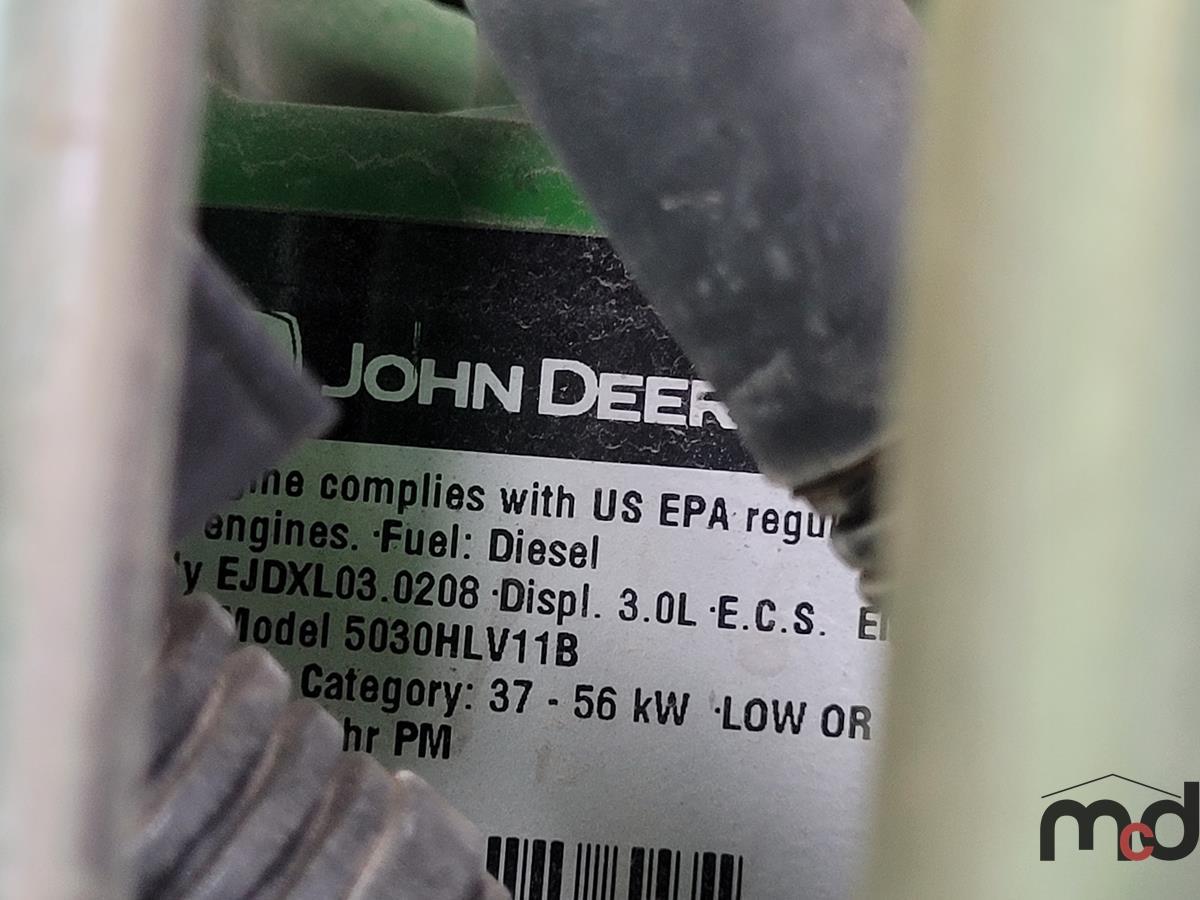 JOHN DEER
complies with US EPA regu
engines. ·Fuel: Diesel
y EJDXL03.0208 ·Displ. 3.0L ·E.C.S.
Model 5030HLV11B
Category: 37 - 56 kW ·LOW OR
hr PM
mcd